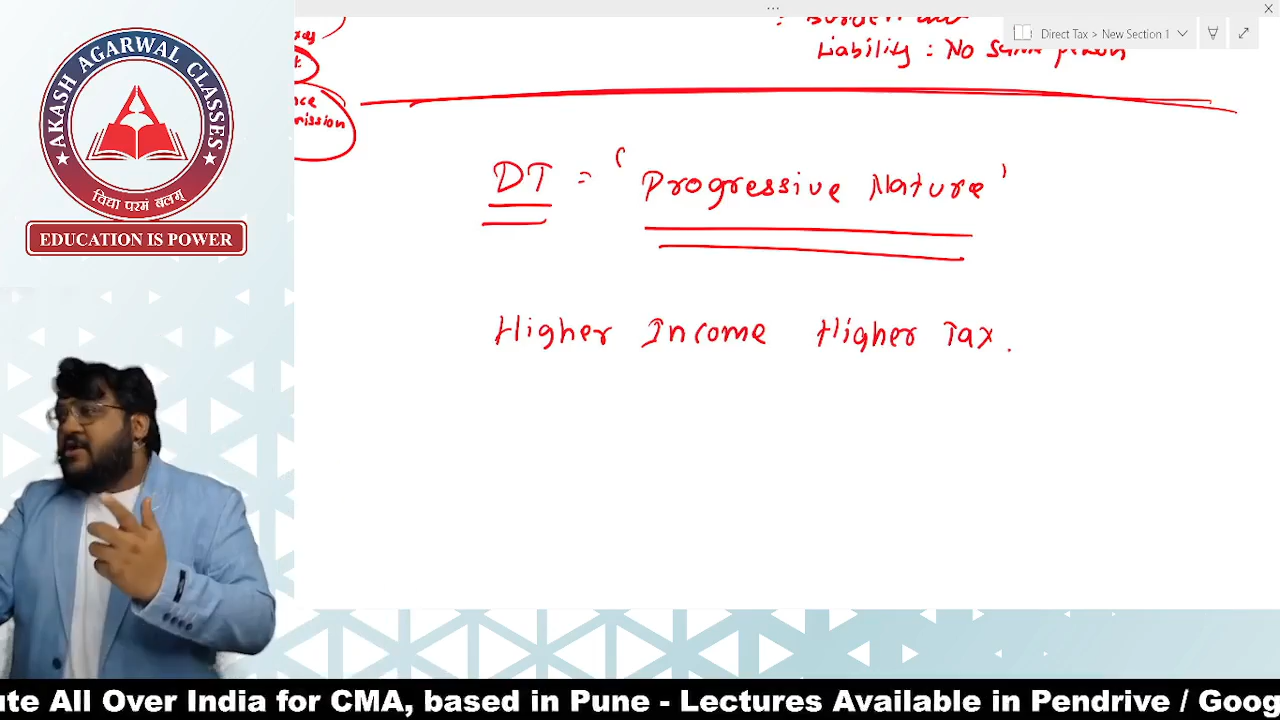 Direct Tax > New Section 1
Liability : No same person
AKASH AGARWAL CLASSES
विद्या परमं बलम्
EDUCATION IS POWER
DT = ' Progressive Nature '
Higher Income Higher Tax.
ute All Over India for CMA, based in Pune - Lectures Available in Pendrive / Goog